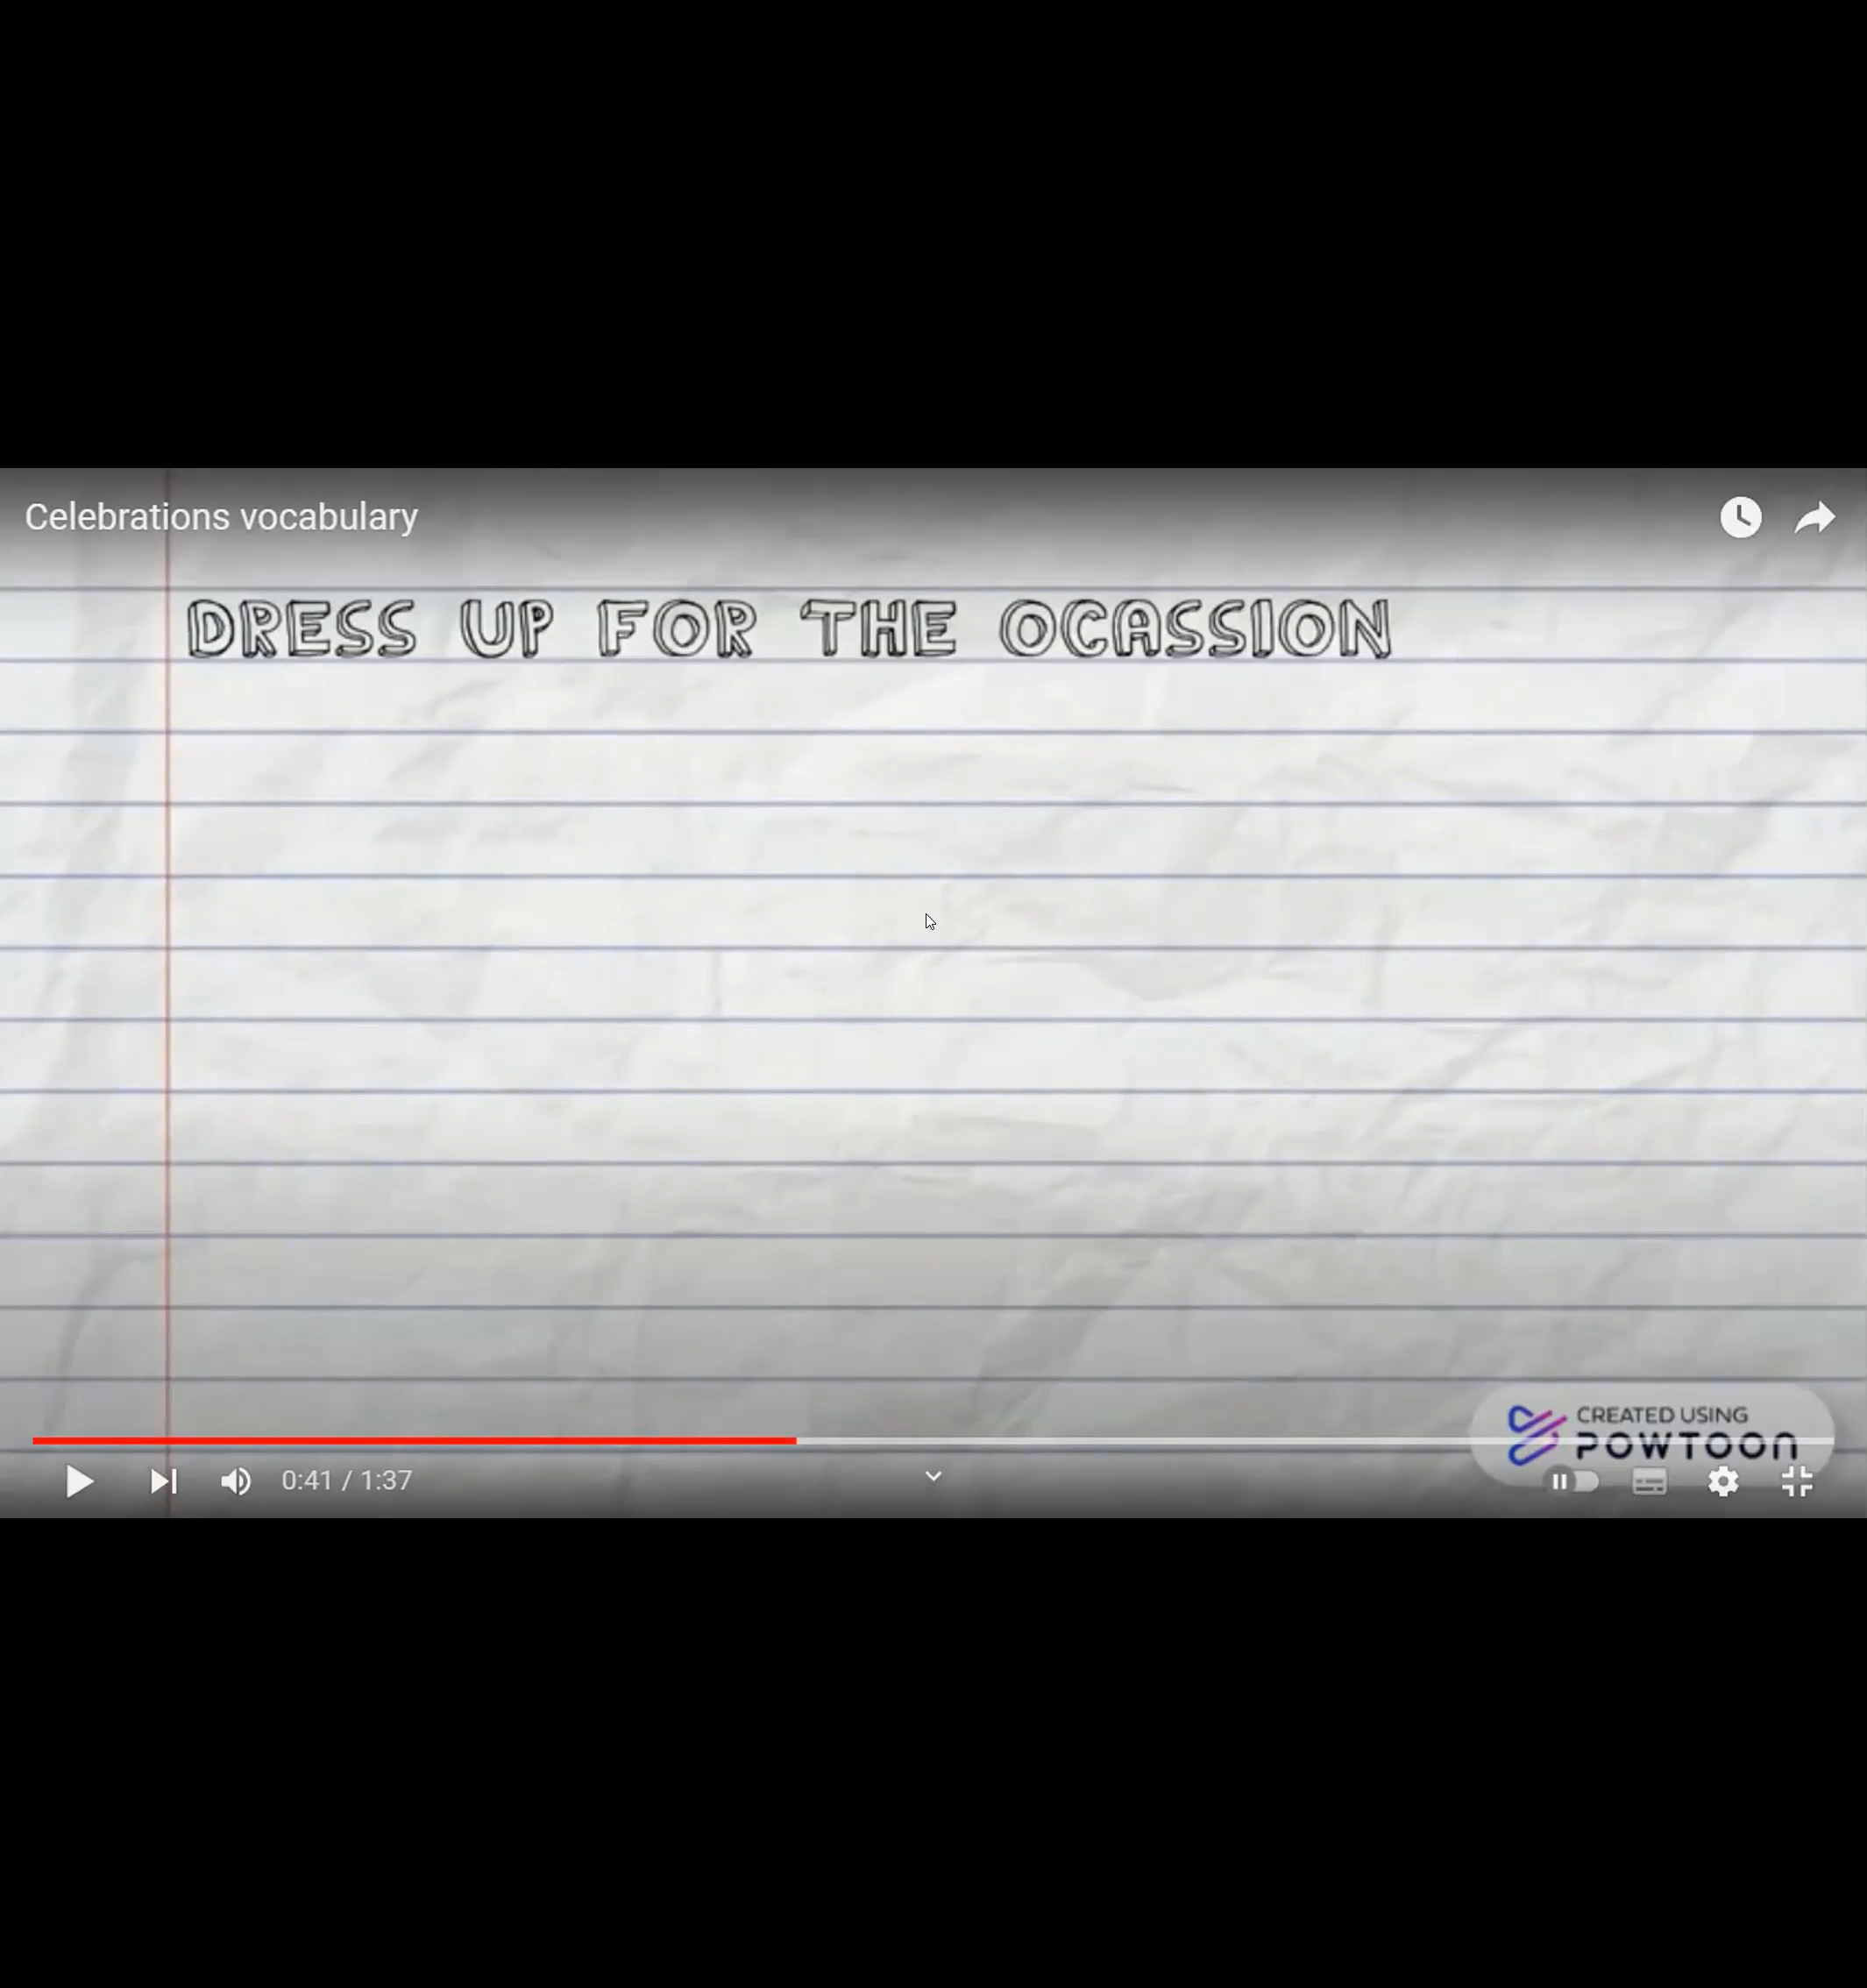 Celebrations vocabulary
DRESS UP FOR THE OCASSION
CREATED USING
POWTOON
0:41 / 1:37